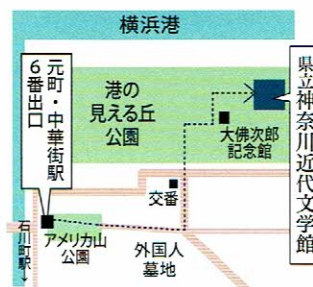 横浜港
元町・中華街駅
6番出口
港の
見える丘
公園
県立神奈川近代文学館
大佛次郎
記念館
交番
アメリカ山
公園
外国人
墓地
石川町駅↓